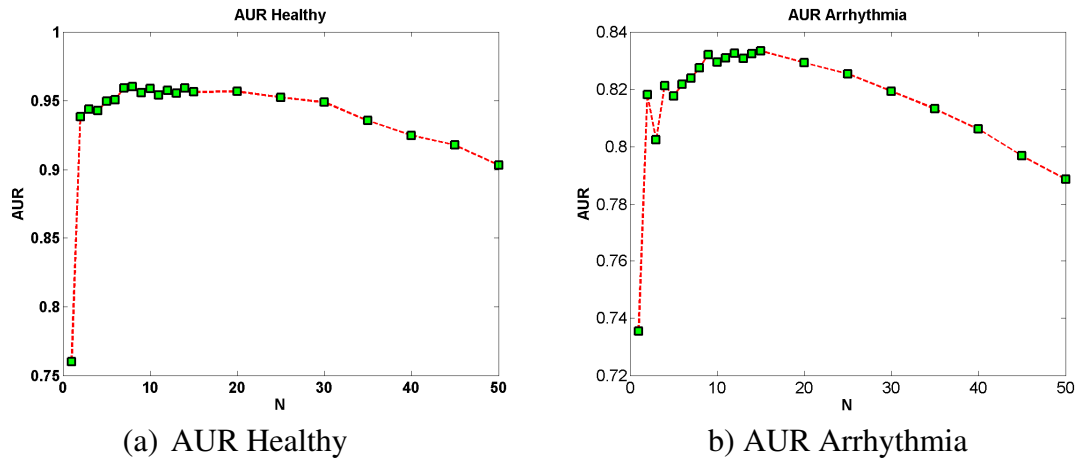 AUR Healthy
1
0.95
0.9
0.85
0.8
0.75
AUR
0 10 20 30 40 50
N
(a) AUR Healthy
AUR Arrhythmia
0.84
0.82
0.8
0.78
0.76
0.74
0.72
AUR
0 10 20 30 40 50
N
b) AUR Arrhythmia